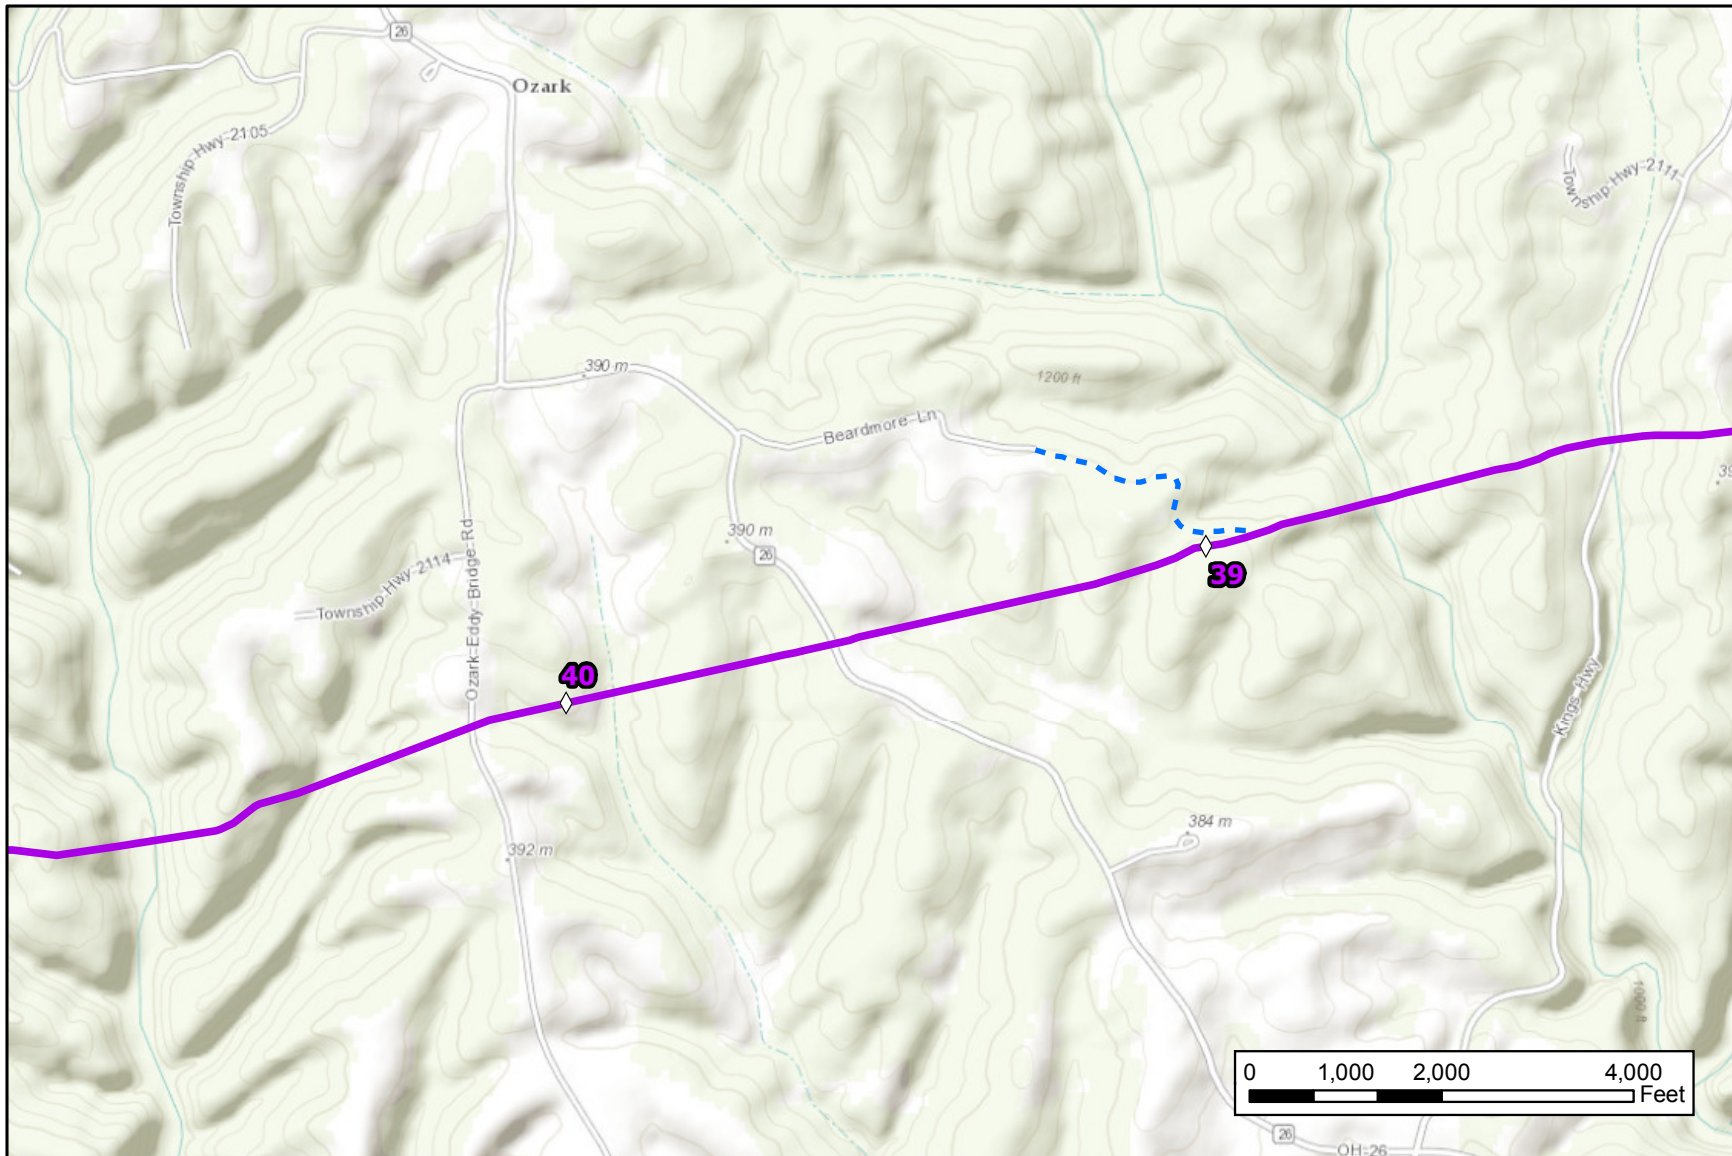 26
Ozark
Township Hwy 2105
Township Hwy 2111
390 m
1200 ft
Beardmore Ln
390 m
26
Ozark Eddy Bridge Rd
Township Hwy 2114
39
40
Kings Hwy
384 m
392 m
1000 ft
0 1,000 2,000 4,000
Feet
26
OH-26